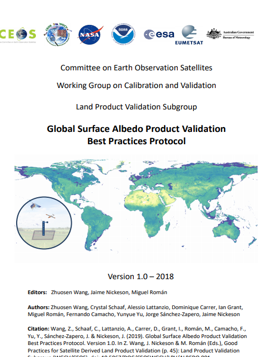 CEOS
NASA
NOAA
esa
EUMETSAT
Australian Government
Bureau of Meteorology
Committee on Earth Observation Satellites
Working Group on Calibration and Validation
Land Product Validation Subgroup
Global Surface Albedo Product Validation
Best Practices Protocol
Version 1.0 – 2018
Editors: Zhuosen Wang, Jaime Nickeson, Miguel Román
Authors: Zhuosen Wang, Crystal Schaaf, Alessio Lattanzio, Dominique Carrer, Ian Grant,
Miguel Román, Fernando Camacho, Yunyue Yu, Jorge Sánchez-Zapero, Jaime Nickeson
Citation: Wang, Z., Schaaf, C., Lattanzio, A., Carrer, D., Grant, I., Román, M., Camacho, F.,
Yu, Y., Sánchez-Zapero, J. & Nickeson, J. (2019). Global Surface Albedo Product Validation
Best Practices Protocol. Version 1.0. In Z. Wang, J. Nickeson & M. Román (Eds.), Good
Practices for Satellite Derived Land Product Validation (p. 45): Land Product Validation